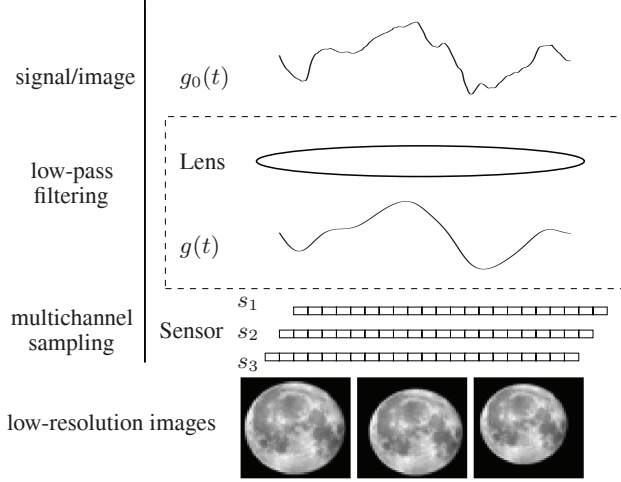 signal/image
g₀(t)
low-pass
filtering
Lens
g(t)
multichannel
sampling
Sensor
s₁
s₂
s₃
low-resolution images